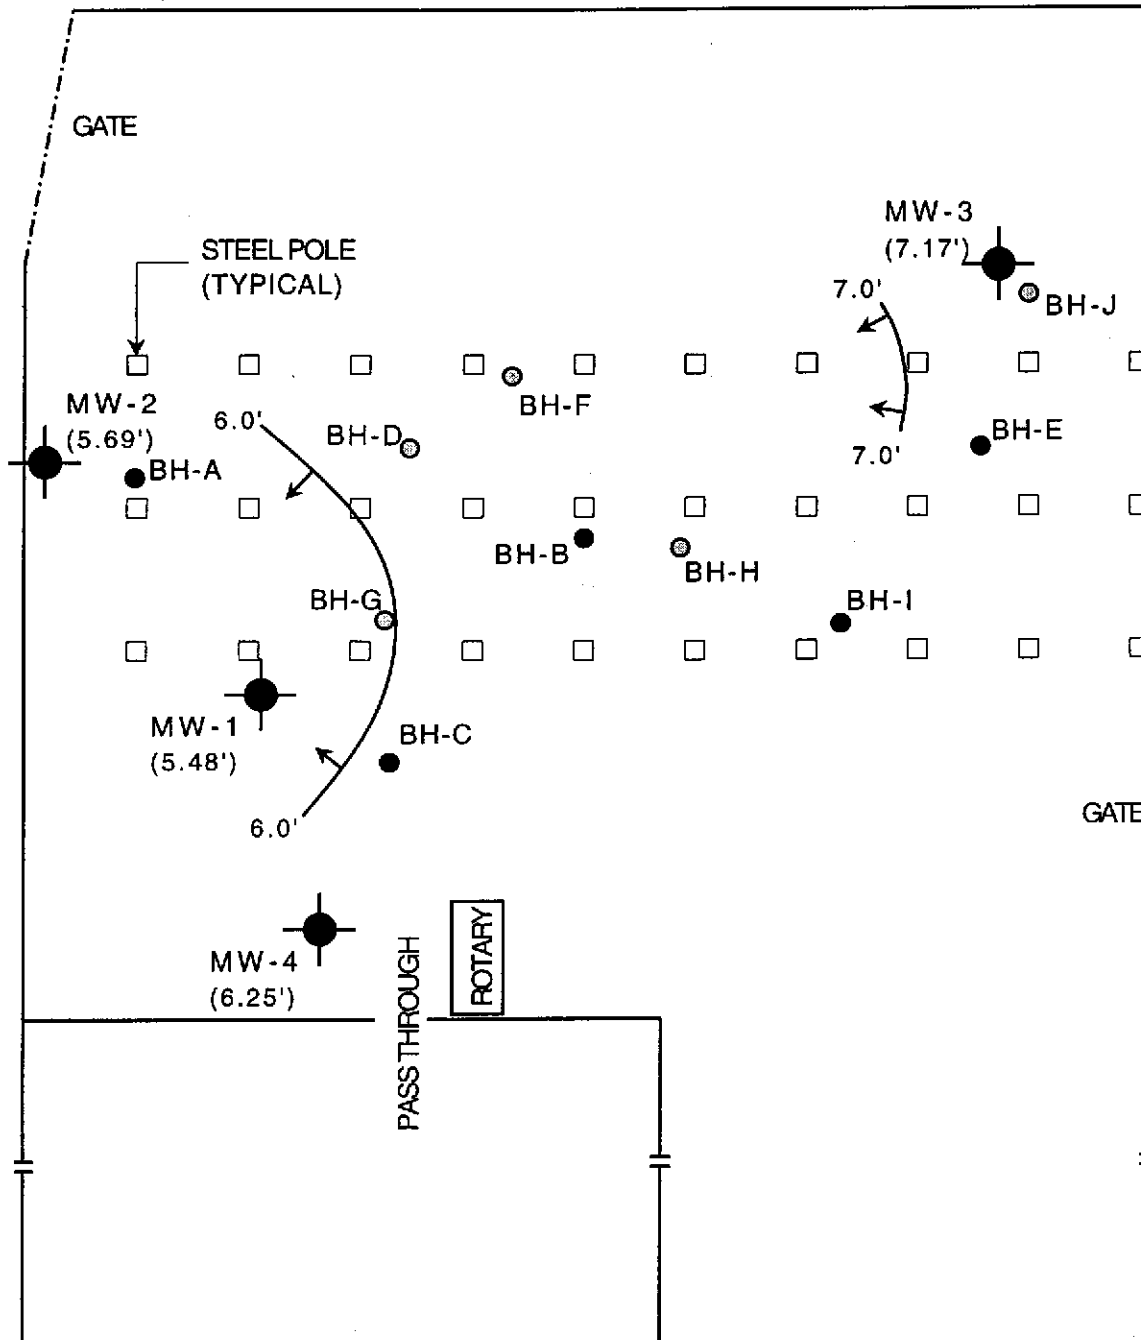 GATE
MW-3
(7.17')
STEEL POLE
(TYPICAL)
7.0'
BH-J
MW-2
(5.69')
6.0'
BH-F
BH-D
BH-E
7.0'
BH-A
BH-B
BH-H
BH-G
BH-I
MW-1
(5.48')
BH-C
6.0'
GATE
MW-4
(6.25')
ROTARY
PASS THROUGH